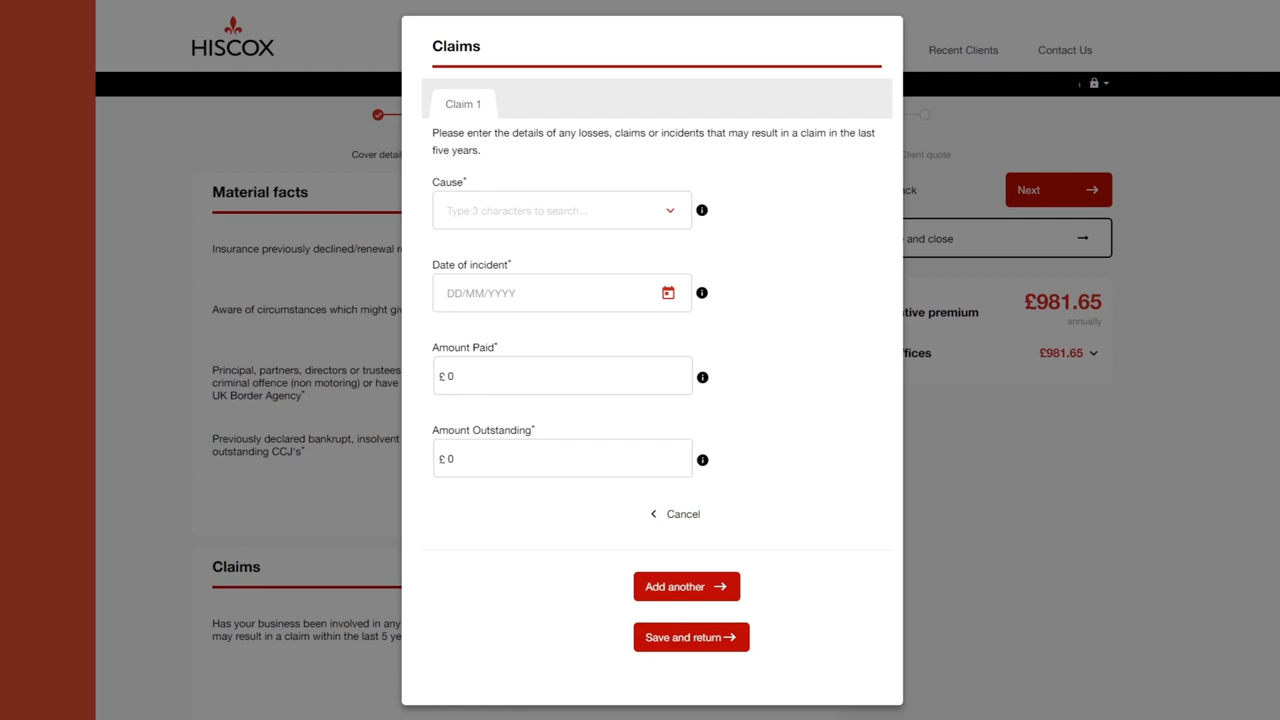 HISCOX
Recent Clients
Contact Us
Cover detail
Client quote
Material facts
Insurance previously declined/renewal r
Aware of circumstances which might giv
Principal, partners, directors or trustees
criminal offence (non motoring) or have
UK Border Agency*
Previously declared bankrupt, insolvent
outstanding CCJ's*
Claims
Has your business been involved in any
may result in a claim within the last 5 ye
Claims
Claim 1
Please enter the details of any losses, claims or incidents that may result in a claim in the last
five years.
Cause*
Type 3 characters to search...
Date of incident*
DD/MM/YYYY
Amount Paid*
£ 0
Amount Outstanding*
£ 0
Cancel
Add another
Save and return
ack
Next
and close
tive premium
£981.65
annually
ffices
£981.65